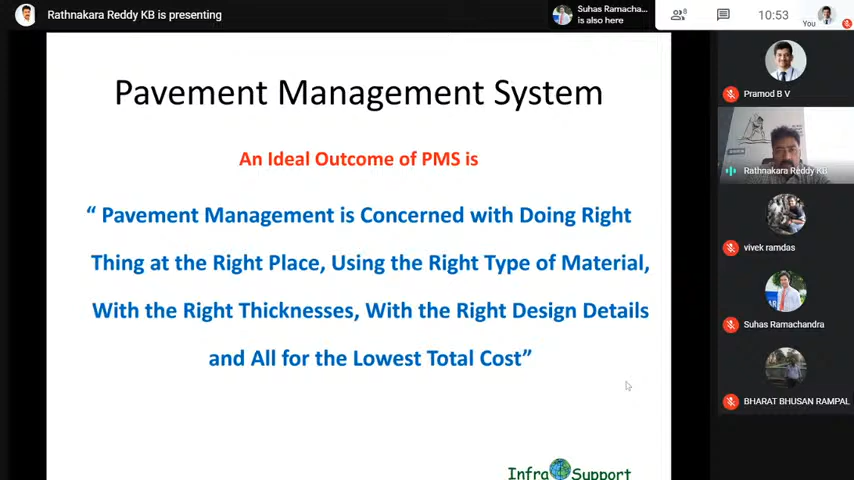 Rathnakara Reddy KB is presenting
Suhas Ramacha...
is also here
8
10:53
You
Pavement Management System
An Ideal Outcome of PMS is
“ Pavement Management is Concerned with Doing Right
Thing at the Right Place, Using the Right Type of Material,
With the Right Thicknesses, With the Right Design Details
and All for the Lowest Total Cost”
Infra Support
Pramod B V
Rathnakara Reddy KB
vivek ramdas
Suhas Ramachandra
BHARAT BHUSAN RAMPAL